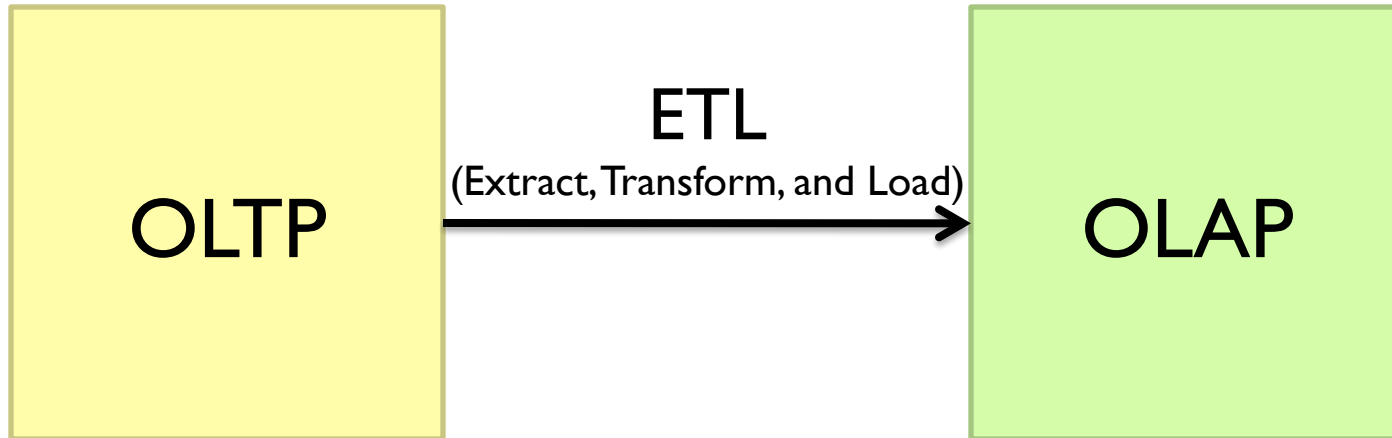 OLTP
ETL
(Extract, Transform, and Load)
OLAP